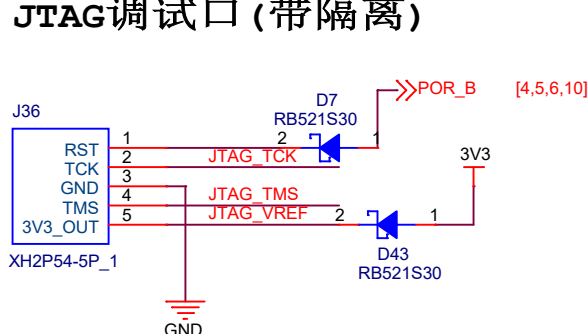 JTAG调试口(带隔离)
POR_B [4,5,6,10]
D7
RB521S30
J36
RST 1 2 1
TCK 2 JTAG_TCK
GND 3
TMS 4 JTAG_TMS
3V3_OUT 5 JTAG_VREF 2 1
3V3
XH2P54-5P_1
D43
RB521S30
GND